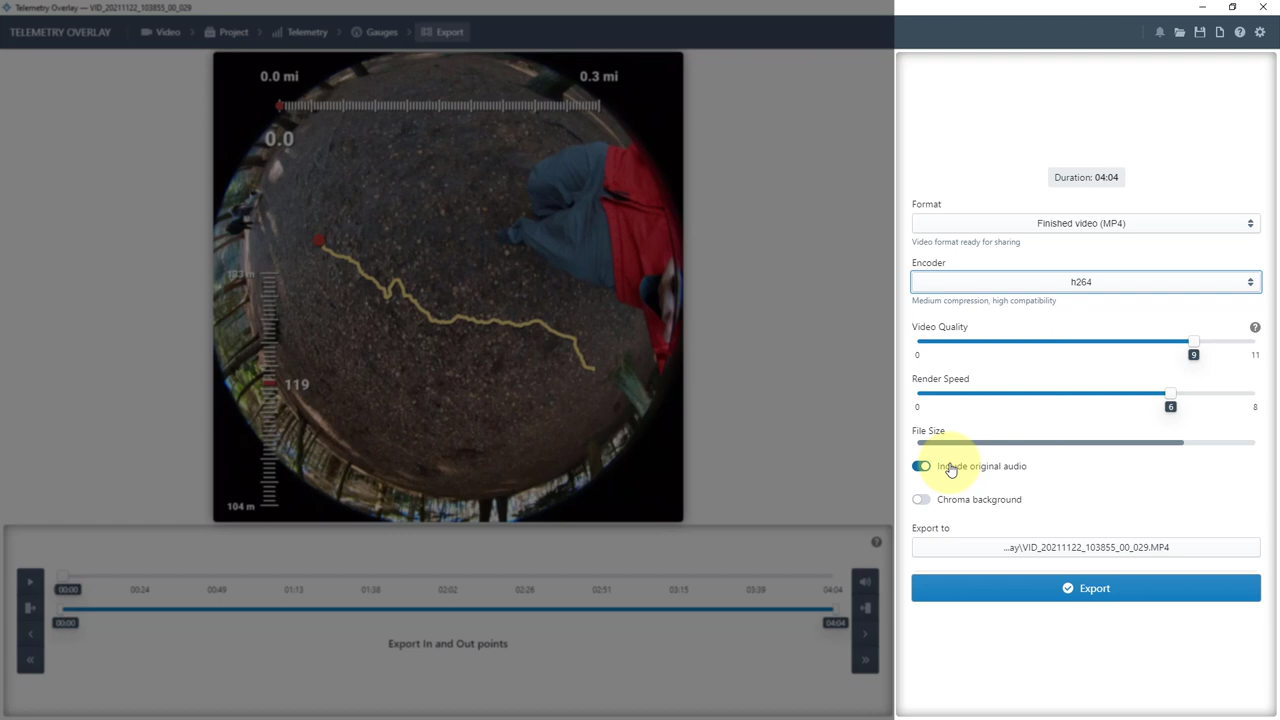 Telemetry Overlay — VID_20211122_103855_00_029
TELEMETRY OVERLAY
Video
Project
Telemetry
Gauges
Export
0.0 mi
0.3 mi
0.0
103 m
119
104 m
Duration: 04:04
Format
Finished video (MP4)
Video format ready for sharing
Encoder
h264
Medium compression, high compatibility
Video Quality
0
9
11
Render Speed
0
6
8
File Size
Include original audio
Chroma background
Export to
...ay\VID_20211122_103855_00_029.MP4
Export
00:00
00:24
00:49
01:13
01:38
02:02
02:26
02:51
03:15
03:39
04:04
00:00
04:04
Export In and Out points